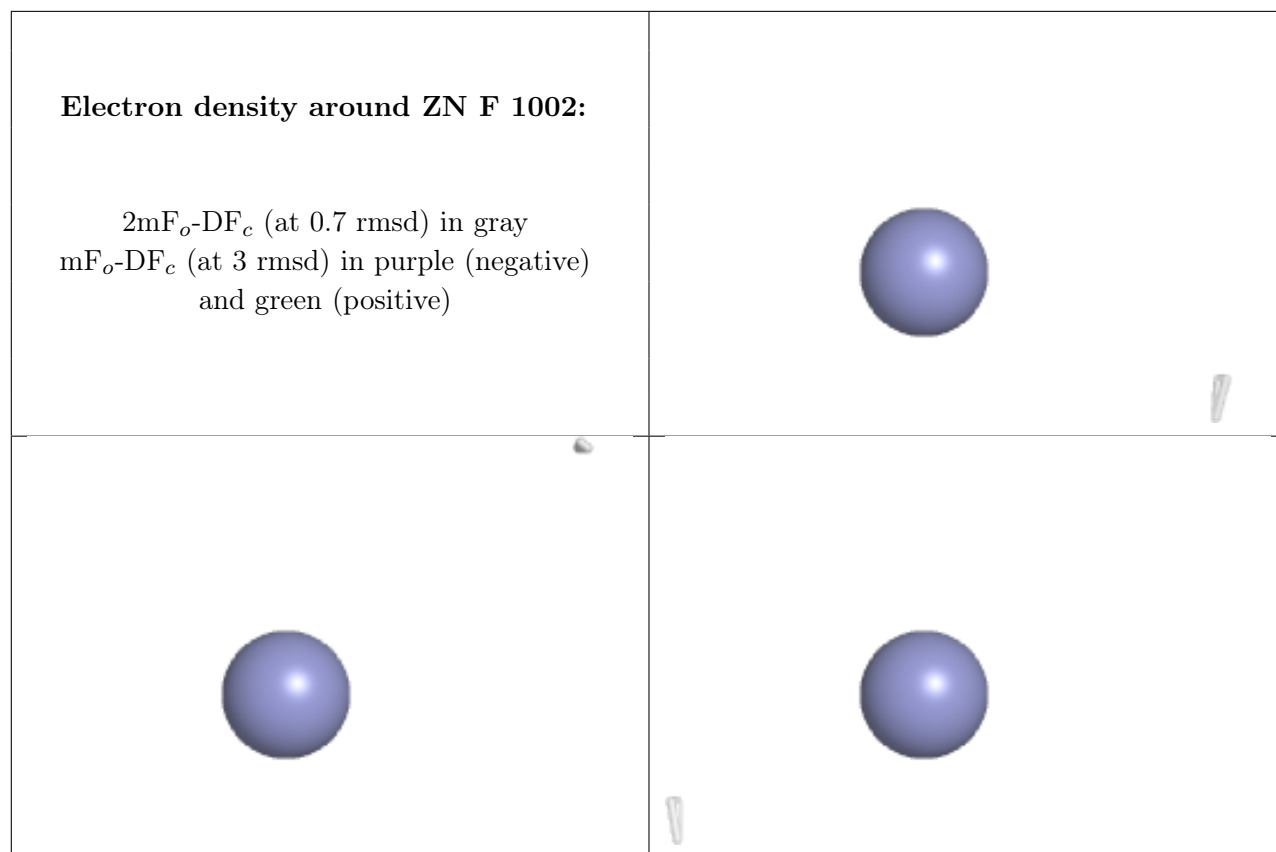 Electron density around ZN F 1002:
2mFo-DFc (at 0.7 rmsd) in gray
mFo-DFc (at 3 rmsd) in purple (negative)
and green (positive)